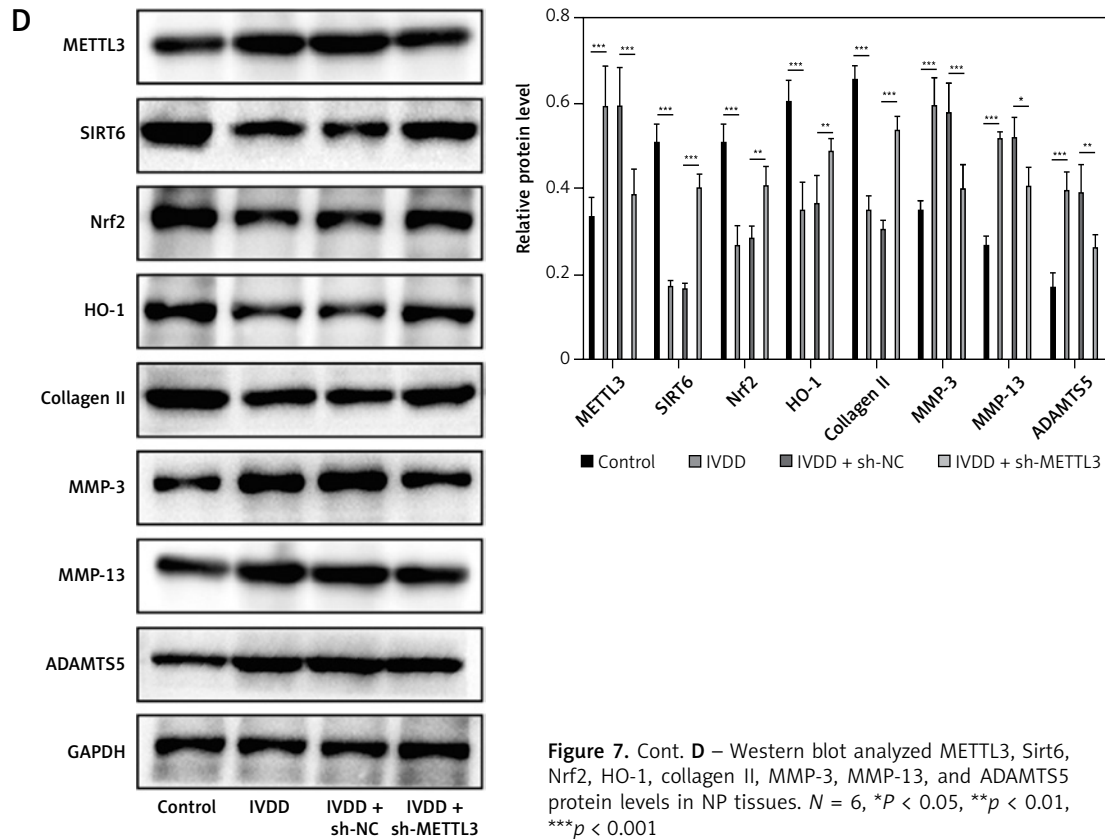 D
METTL3
SIRT6
Nrf2
HO-1
Collagen II
MMP-3
MMP-13
ADAMTS5
GAPDH
Control
IVDD
IVDD +
sh-NC
IVDD +
sh-METTL3
Relative protein level
0.8
0.6
0.4
0.2
0
*** ***
*** ***
*** **
*** **
*** ***
*** ***
*** *
*** **
METTL3
SIRT6
Nrf2
HO-1
Collagen II
MMP-3
MMP-13
ADAMTS5
Control IVDD IVDD + sh-NC IVDD + sh-METTL3
Figure 7. Cont. D – Western blot analyzed METTL3, Sirt6,
Nrf2, HO-1, collagen II, MMP-3, MMP-13, and ADAMTS5
protein levels in NP tissues. N = 6, *P < 0.05, **p < 0.01,
***p < 0.001